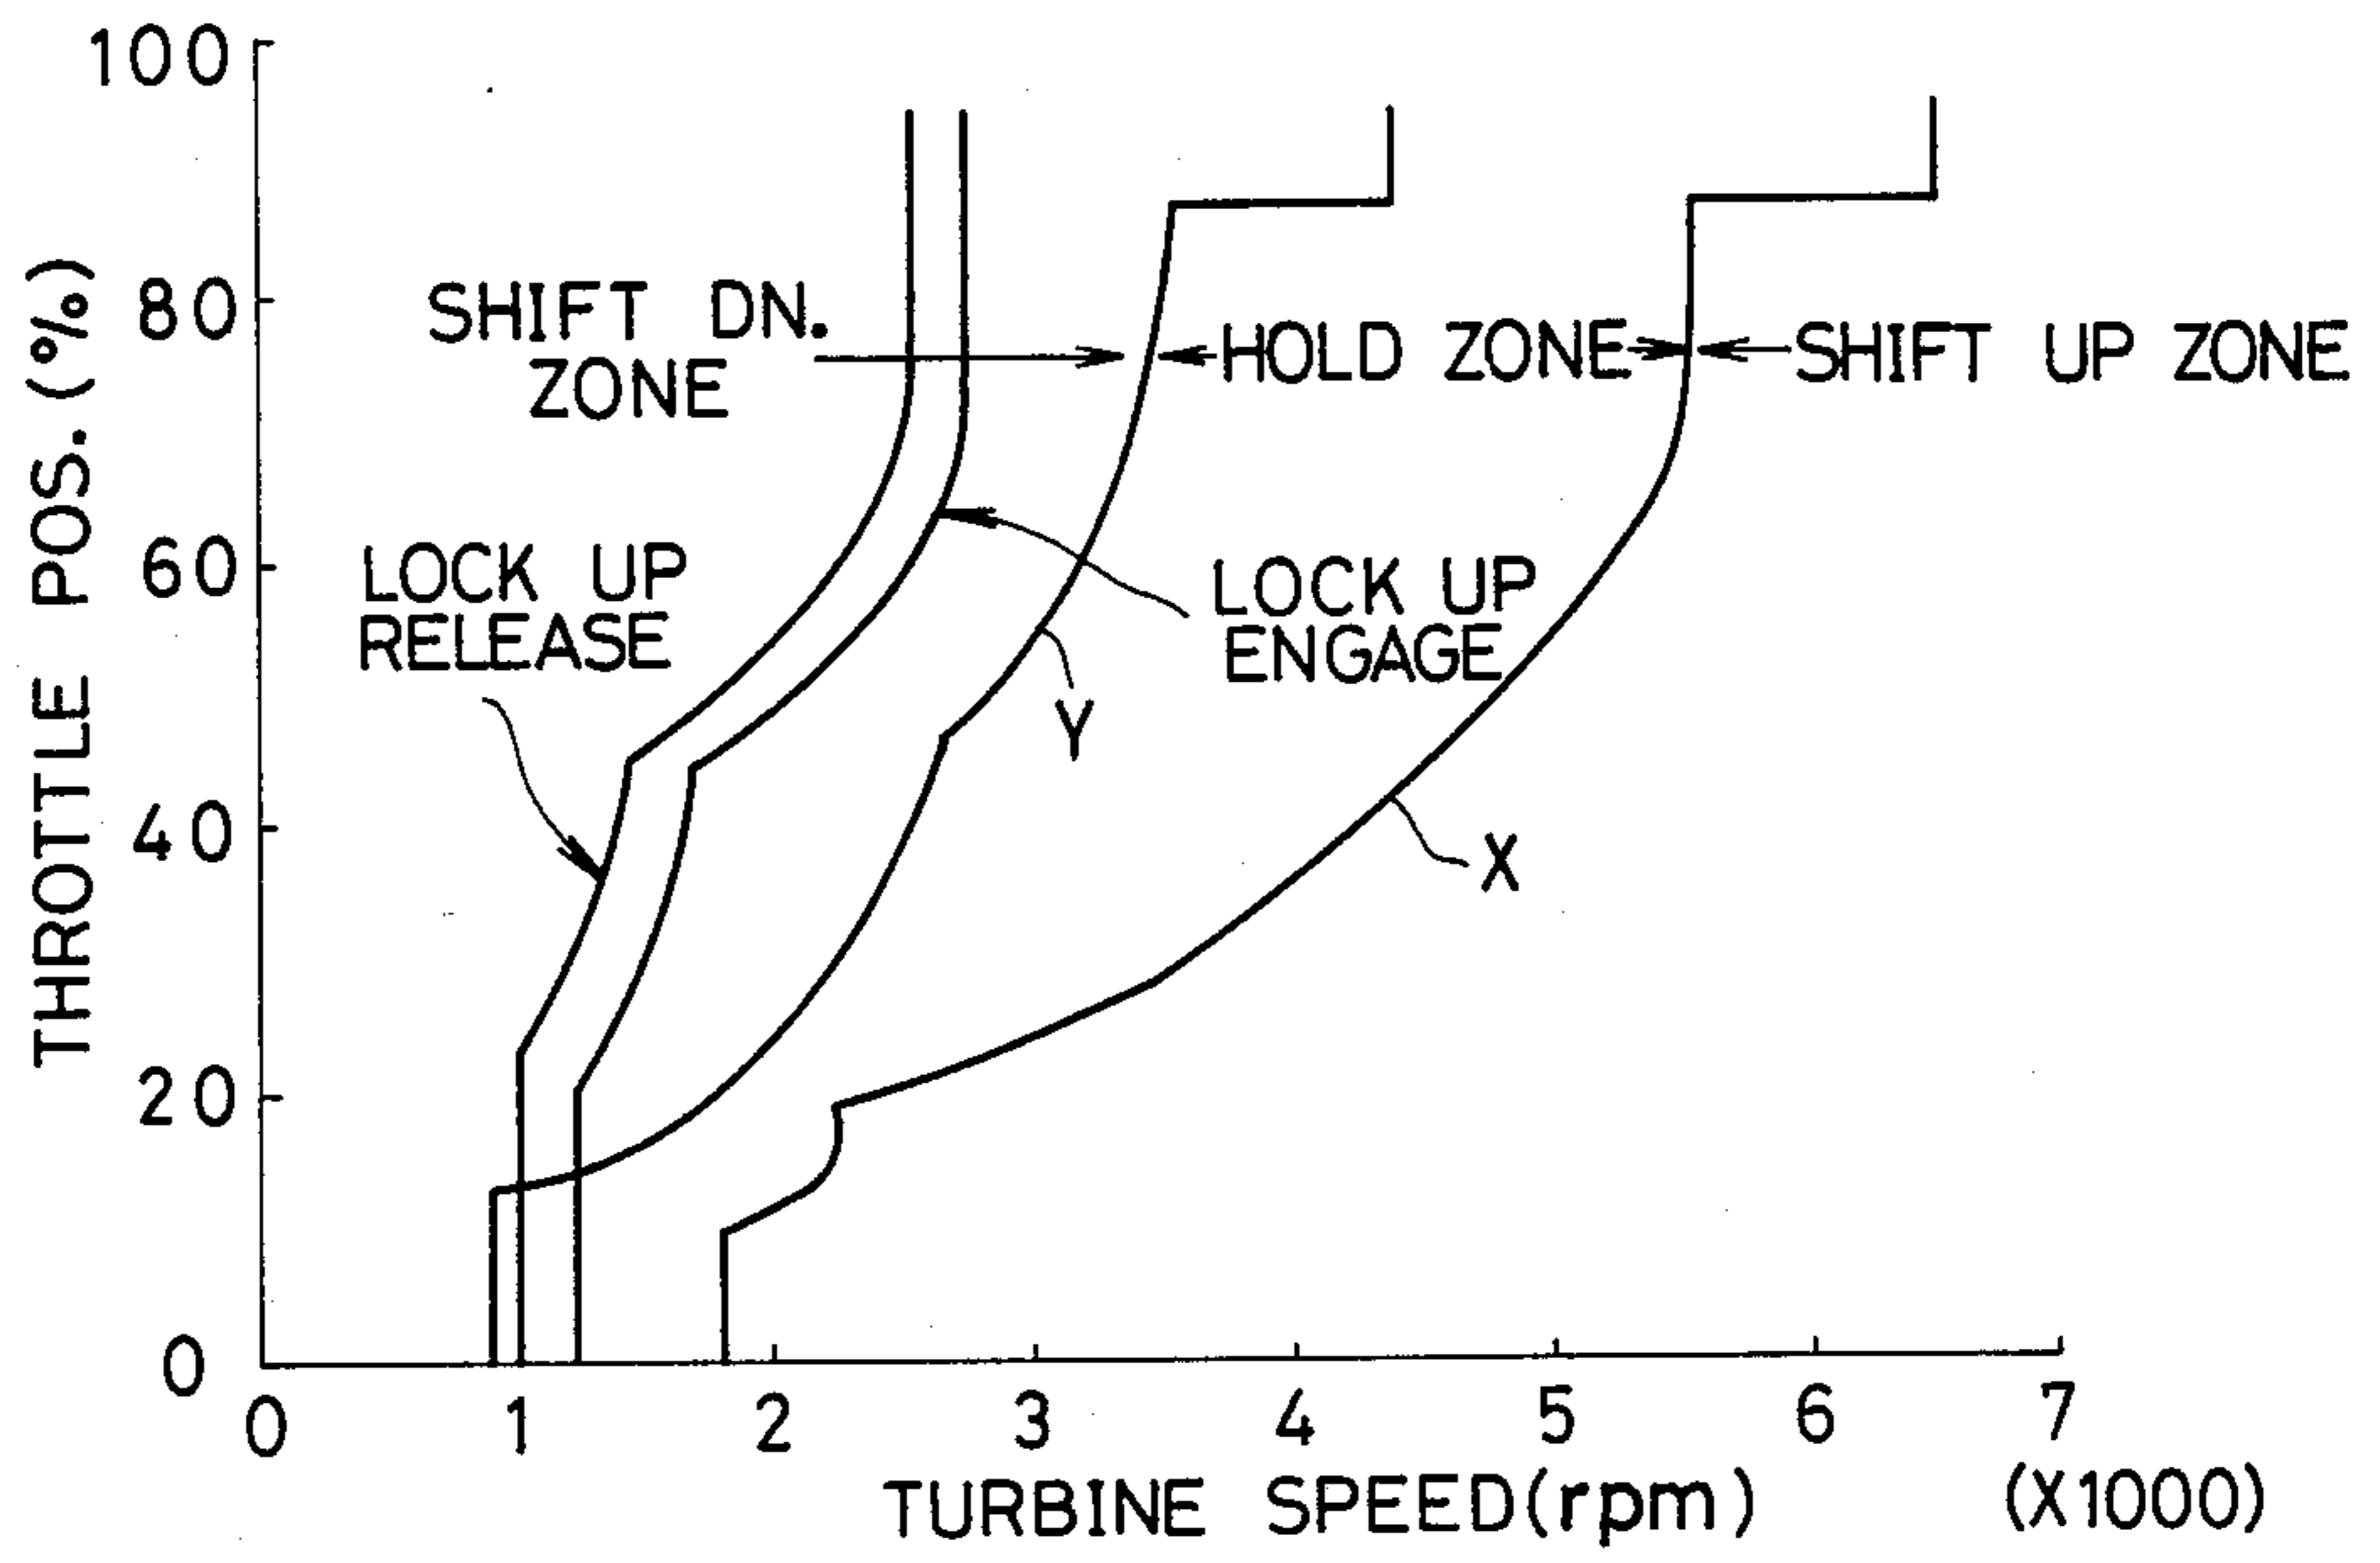 100
80
60
40
20
0
THROTTLE POS.(%)
SHIFT DN.
ZONE
HOLD ZONE
SHIFT UP ZONE
LOCK UP
RELEASE
LOCK UP
ENGAGE
Y
X
0 1 2 3 4 5 6 7
TURBINE SPEED(rpm) (X1000)